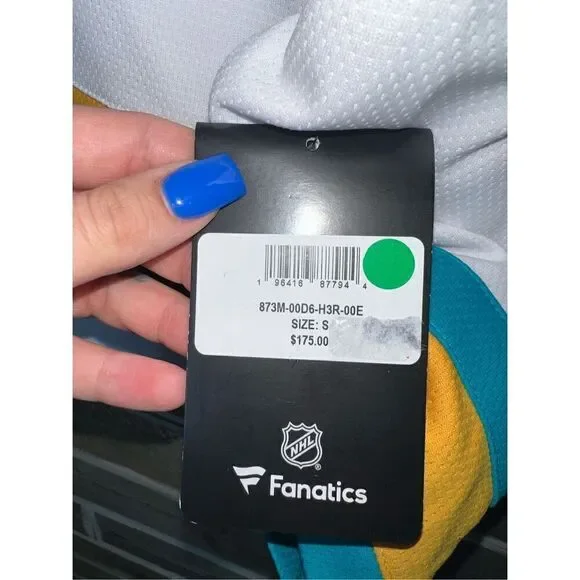 1 96416 87794 4
873M-00D6-H3R-00E
SIZE: S
$175.00
NHL
Fanatics